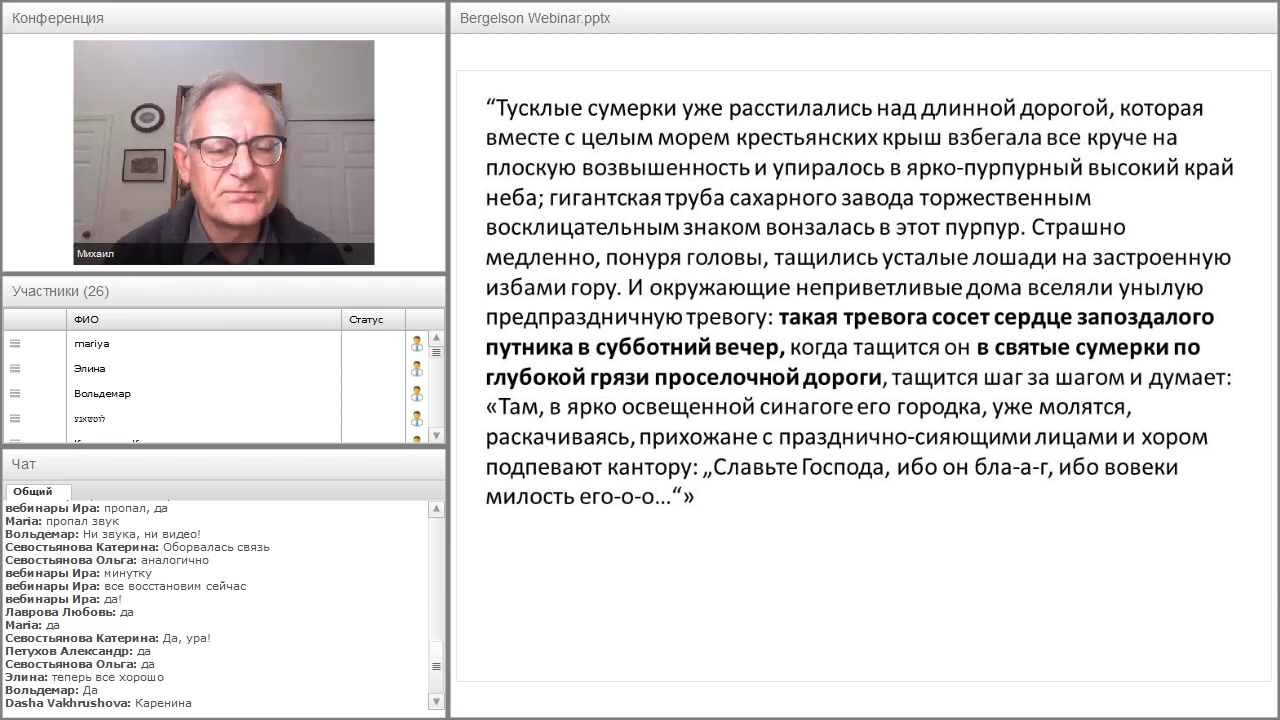 Конференция
Михаил
Участники (26)
ФИО
Статус
mariya
Элина
Вольдемар
Чат
Общий
вебинары Ира: пропал, да
Maria: пропал звук
Вольдемар: Ни звука, ни видео!
Севостьянова Катерина: Оборвалась связь
Севостьянова Ольга: аналогично
вебинары Ира: минутку
вебинары Ира: все восстановим сейчас
вебинары Ира: да!
Лаврова Любовь: да
Maria: да
Севостьянова Катерина: Да, ура!
Петухов Александр: да
Севостьянова Ольга: да
Элина: теперь все хорошо
Вольдемар: Да
Dasha Vakhrushova: Каренина
Bergelson Webinar.pptx
“Тусклые сумерки уже расстилались над длинной дорогой, которая
вместе с целым морем крестьянских крыш взбегала все круче на
плоскую возвышенность и упиралось в ярко-пурпурный высокий край
неба; гигантская труба сахарного завода торжественным
восклицательным знаком вонзалась в этот пурпур. Страшно
медленно, понуря головы, тащились усталые лошади на застроенную
избами гору. И окружающие неприветливые дома вселяли унылую
предпраздничную тревогу: такая тревога сосет сердце запоздалого
путника в субботний вечер, когда тащится он в святые сумерки по
глубокой грязи проселочной дороги, тащится шаг за шагом и думает:
«Там, в ярко освещенной синагоге его городка, уже молятся,
раскачиваясь, прихожане с празднично-сияющими лицами и хором
подпевают кантору: „Славьте Господа, ибо он бла-а-г, ибо вовеки
милость его-о-о…“»